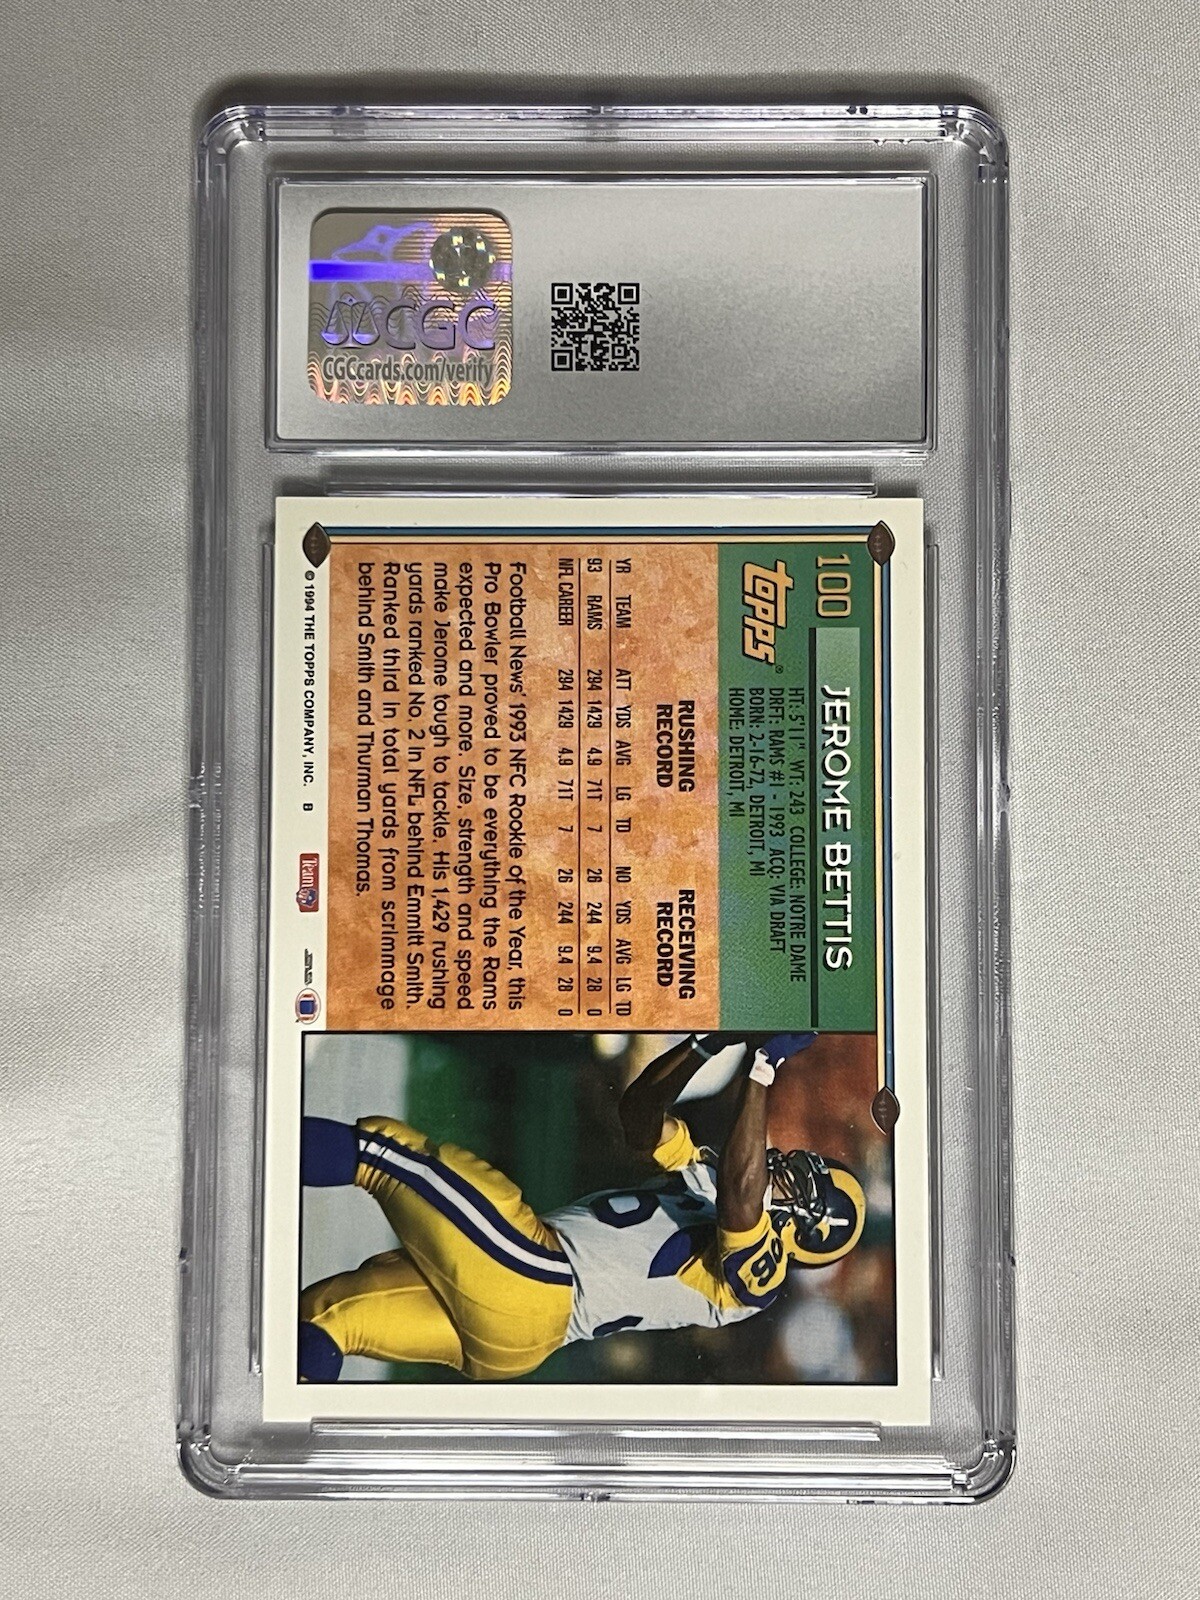 CGC
CGCcards.com/verify
100
JEROME BETTIS
topps®
HT: 5'11" WT: 243 COLLEGE: NOTRE DAME
DRFT: RAMS #1 - 1993 ACQ: VIA DRAFT
BORN: 2-16-72, DETROIT, MI
HOME: DETROIT, MI
RUSHING RECORD
RECEIVING RECORD
YR TEAM ATT YDS AVG LG TD NO YDS AVG LG TD
93 RAMS 294 1429 4.9 71T 7 26 244 9.4 28 0
NFL CAREER 294 1429 4.9 71T 7 26 244 9.4 28 0
Football News' 1993 NFC Rookie of the Year, this
Pro Bowler proved to be everything the Rams
expected and more. Size, strength and speed
make Jerome tough to tackle. His 1,429 rushing
yards ranked No. 2 in NFL behind Emmitt Smith.
Ranked third in total yards from scrimmage
behind Smith and Thurman Thomas.
© 1994 THE TOPPS COMPANY, INC. B
Team NFL